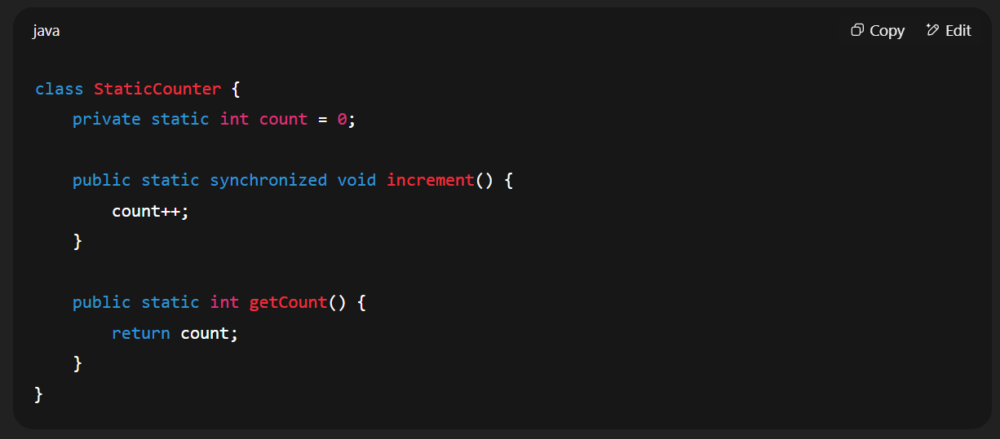 java
Copy
Edit
class StaticCounter {
    private static int count = 0;
    public static synchronized void increment() {
        count++;
    }
    public static int getCount() {
        return count;
    }
}